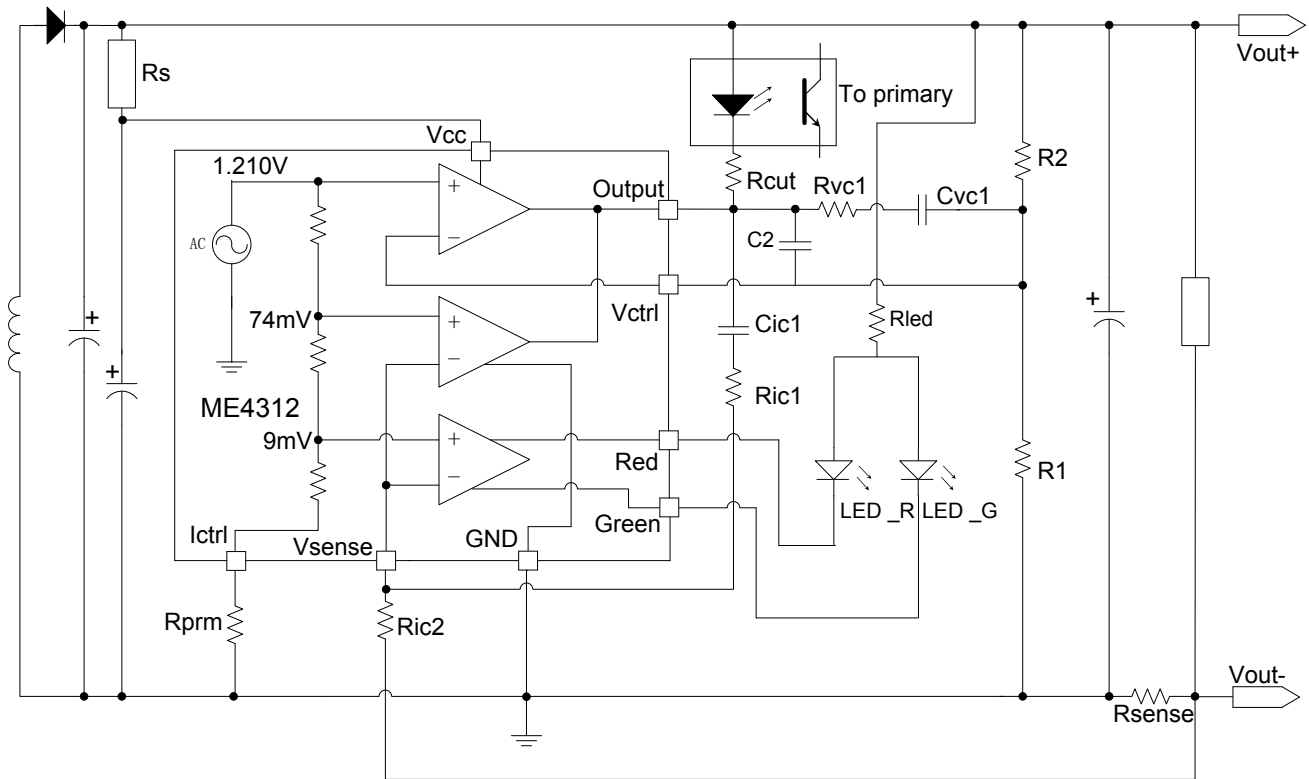 Vout+
Rs
To primary
Vcc
1.210V
Output
Rcut
Rvc1
Cvc1
R2
AC
C2
Vctrl
Rled
74mV
Cic1
Ric1
ME4312
9mV
Red
R1
LED _R
LED _G
Green
Ictrl
Vsense
GND
Rprm
Ric2
Vout-
Rsense
+
+
+
+
−
+
−
+
−